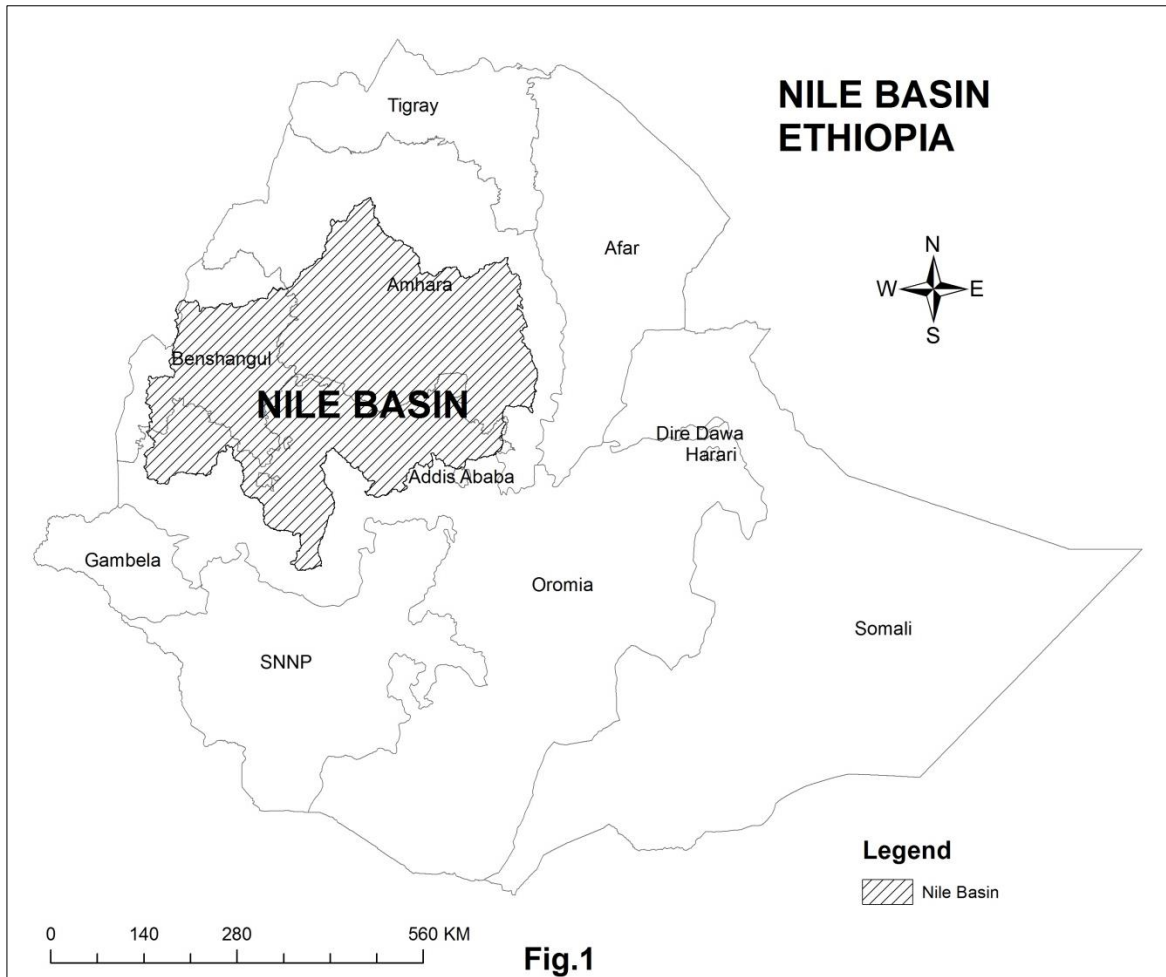 NILE BASIN
ETHIOPIA
Tigray
Afar
N
W
E
S
Amhara
Benshangul
NILE BASIN
Dire Dawa
Harari
Addis Ababa
Gambela
Oromia
Somali
SNNP
Legend
Nile Basin
0 140 280 560 KM
Fig.1